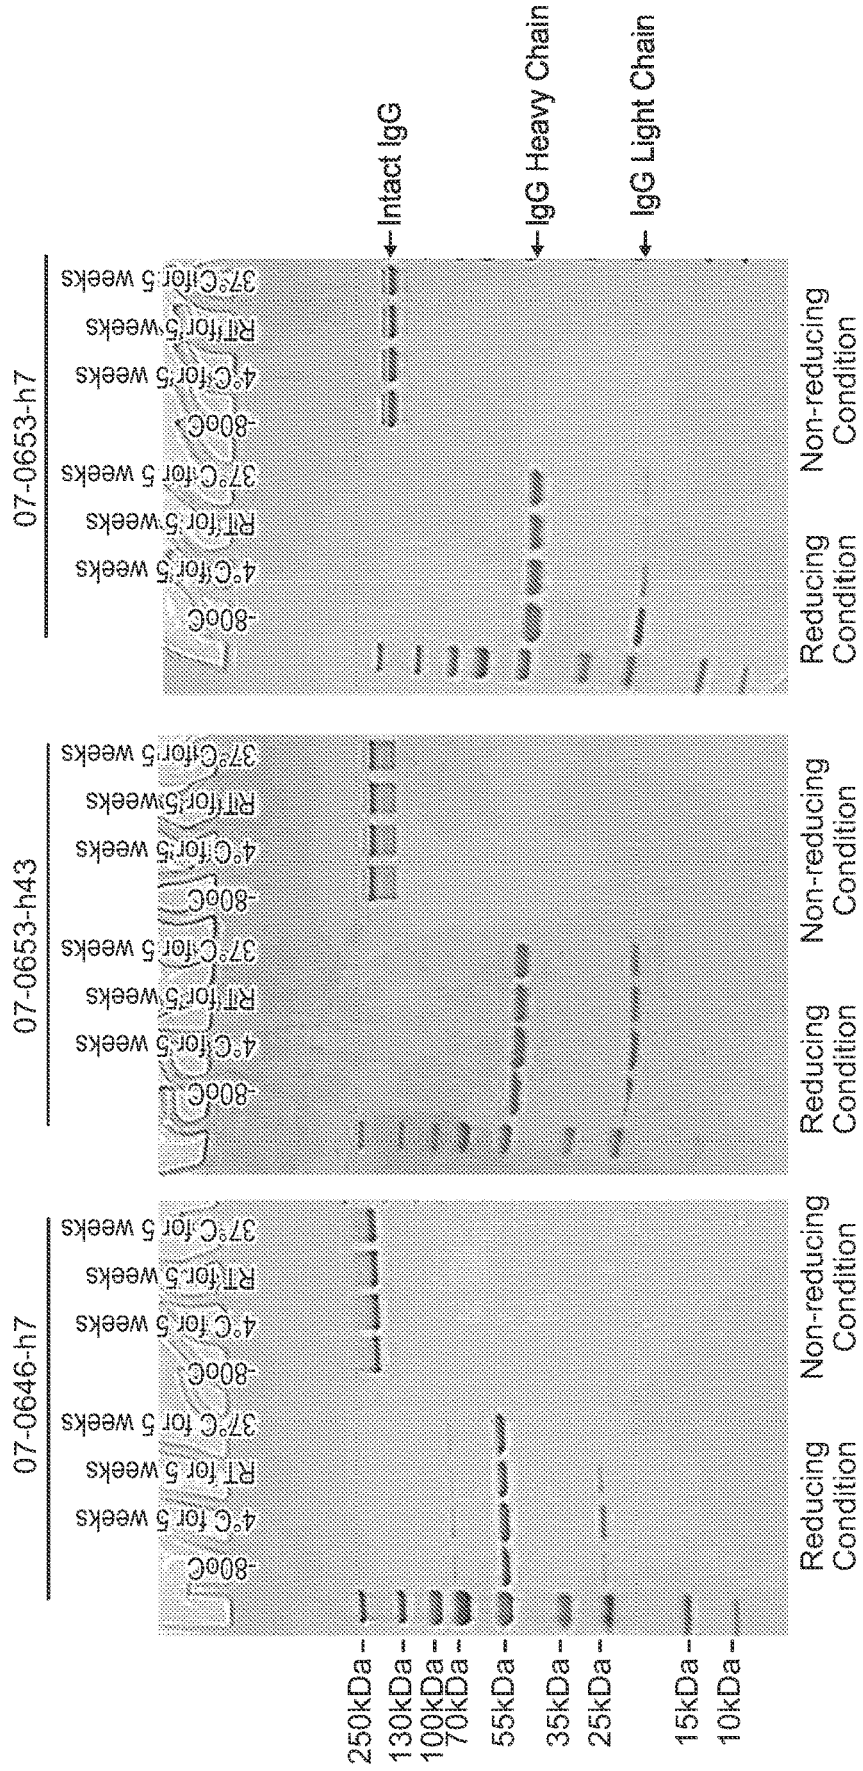 07-0646-h7
-80oC
4°C for 5 weeks
RT for 5 weeks
37°C for 5 weeks
-80oC
4°C for 5 weeks
RT for 5 weeks
37°C for 5 weeks
250kDa
130kDa
100kDa
70kDa
55kDa
35kDa
25kDa
15kDa
10kDa
Reducing
Condition
Non-reducing
Condition
07-0653-h43
-80oC
4°C for 5 weeks
RT for 5 weeks
37°C for 5 weeks
-80oC
4°C for 5 weeks
RT for 5 weeks
37°C for 5 weeks
Reducing
Condition
Non-reducing
Condition
07-0653-h7
-80oC
4°C for 5 weeks
RT for 5 weeks
37°C for 5 weeks
-80oC
4°C for 5 weeks
RT for 5 weeks
37°C for 5 weeks
Intact IgG
IgG Heavy Chain
IgG Light Chain
Reducing
Condition
Non-reducing
Condition